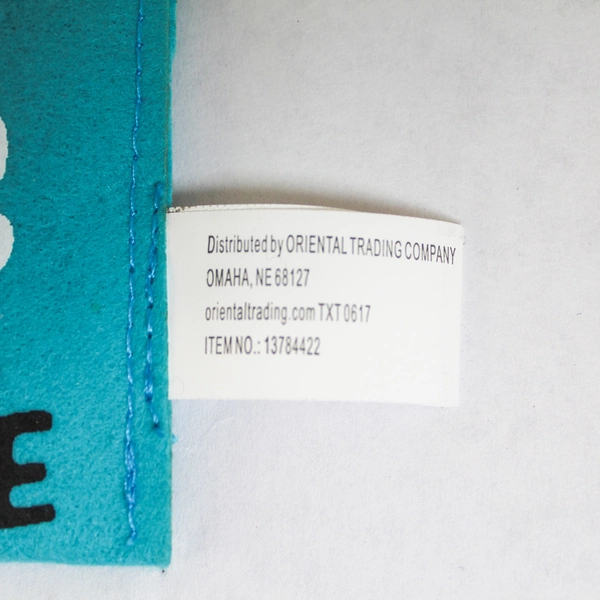 Distributed by ORIENTAL TRADING COMPANY
OMAHA, NE 68127
orientaltrading.com TXT 0617
ITEM NO.: 13784422
E